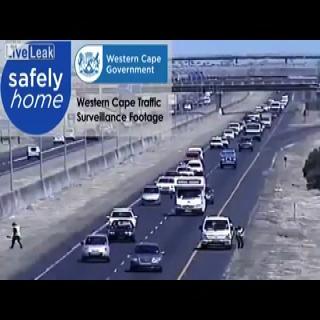 LiveLeak
safely
home
Western Cape
Government
Western Cape Traffic
Surveillance Footage